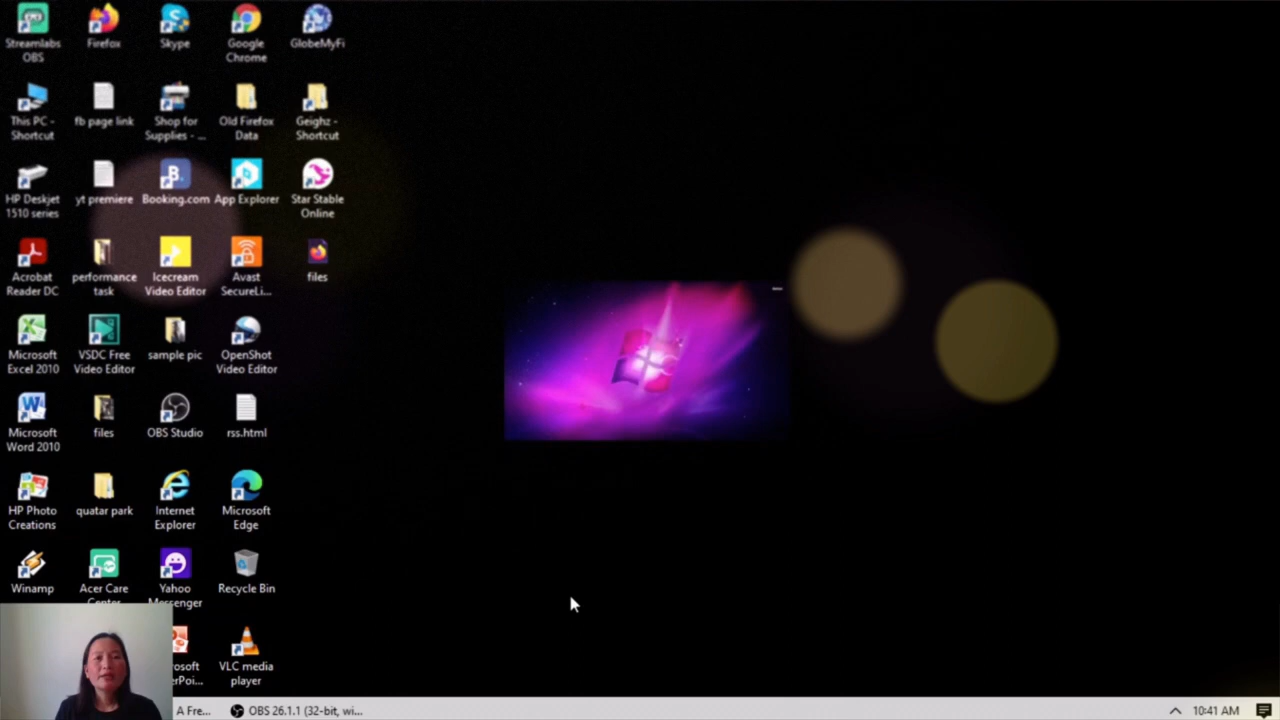 Streamlabs
OBS
Firefox
Skype
Google
Chrome
GlobeMyFi
This PC -
Shortcut
fb page link
Shop for
Supplies - ...
Old Firefox
Data
Geighz -
Shortcut
HP Deskjet
1510 series
yt premiere
B.
Booking.com
App Explorer
Star Stable
Online
Acrobat
Reader DC
performance
task
Icecream
Video Editor
Avast
SecureLi...
files
Microsoft
Excel 2010
VSDC Free
Video Editor
sample pic
OpenShot
Video Editor
Microsoft
Word 2010
files
OBS Studio
rss.html
HP Photo
Creations
quatar park
Internet
Explorer
Microsoft
Edge
Winamp
Acer Care
Center
Yahoo
Messenger
Recycle Bin
osoft
erPoi...
VLC media
player
A Fre...
OBS 26.1.1 (32-bit, wi...
10:41 AM